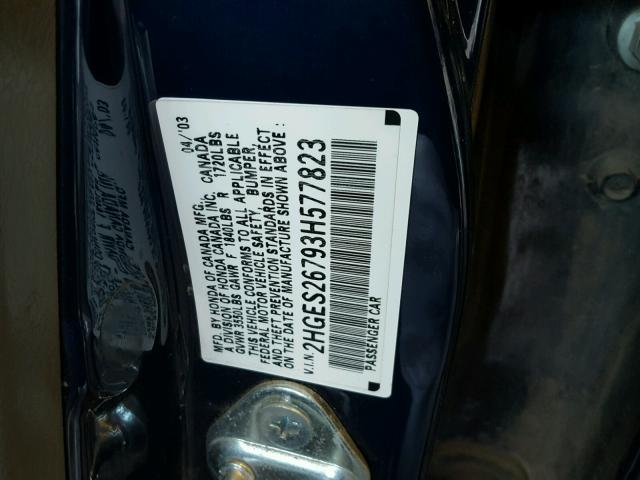 MFD. BY HONDA OF CANADA MFG. 04/'03
A DIVISION OF HONDA CANADA INC. CANADA
GVWR 3550LBS GAWR F 1840LBS R 1720LBS
THIS VEHICLE CONFORMS TO ALL APPLICABLE
FEDERAL MOTOR VEHICLE SAFETY, BUMPER,
AND THEFT PREVENTION STANDARDS IN EFFECT
ON THE DATE OF MANUFACTURE SHOWN ABOVE :
V.I.N.: 2HGES26793H577823
PASSENGER CAR